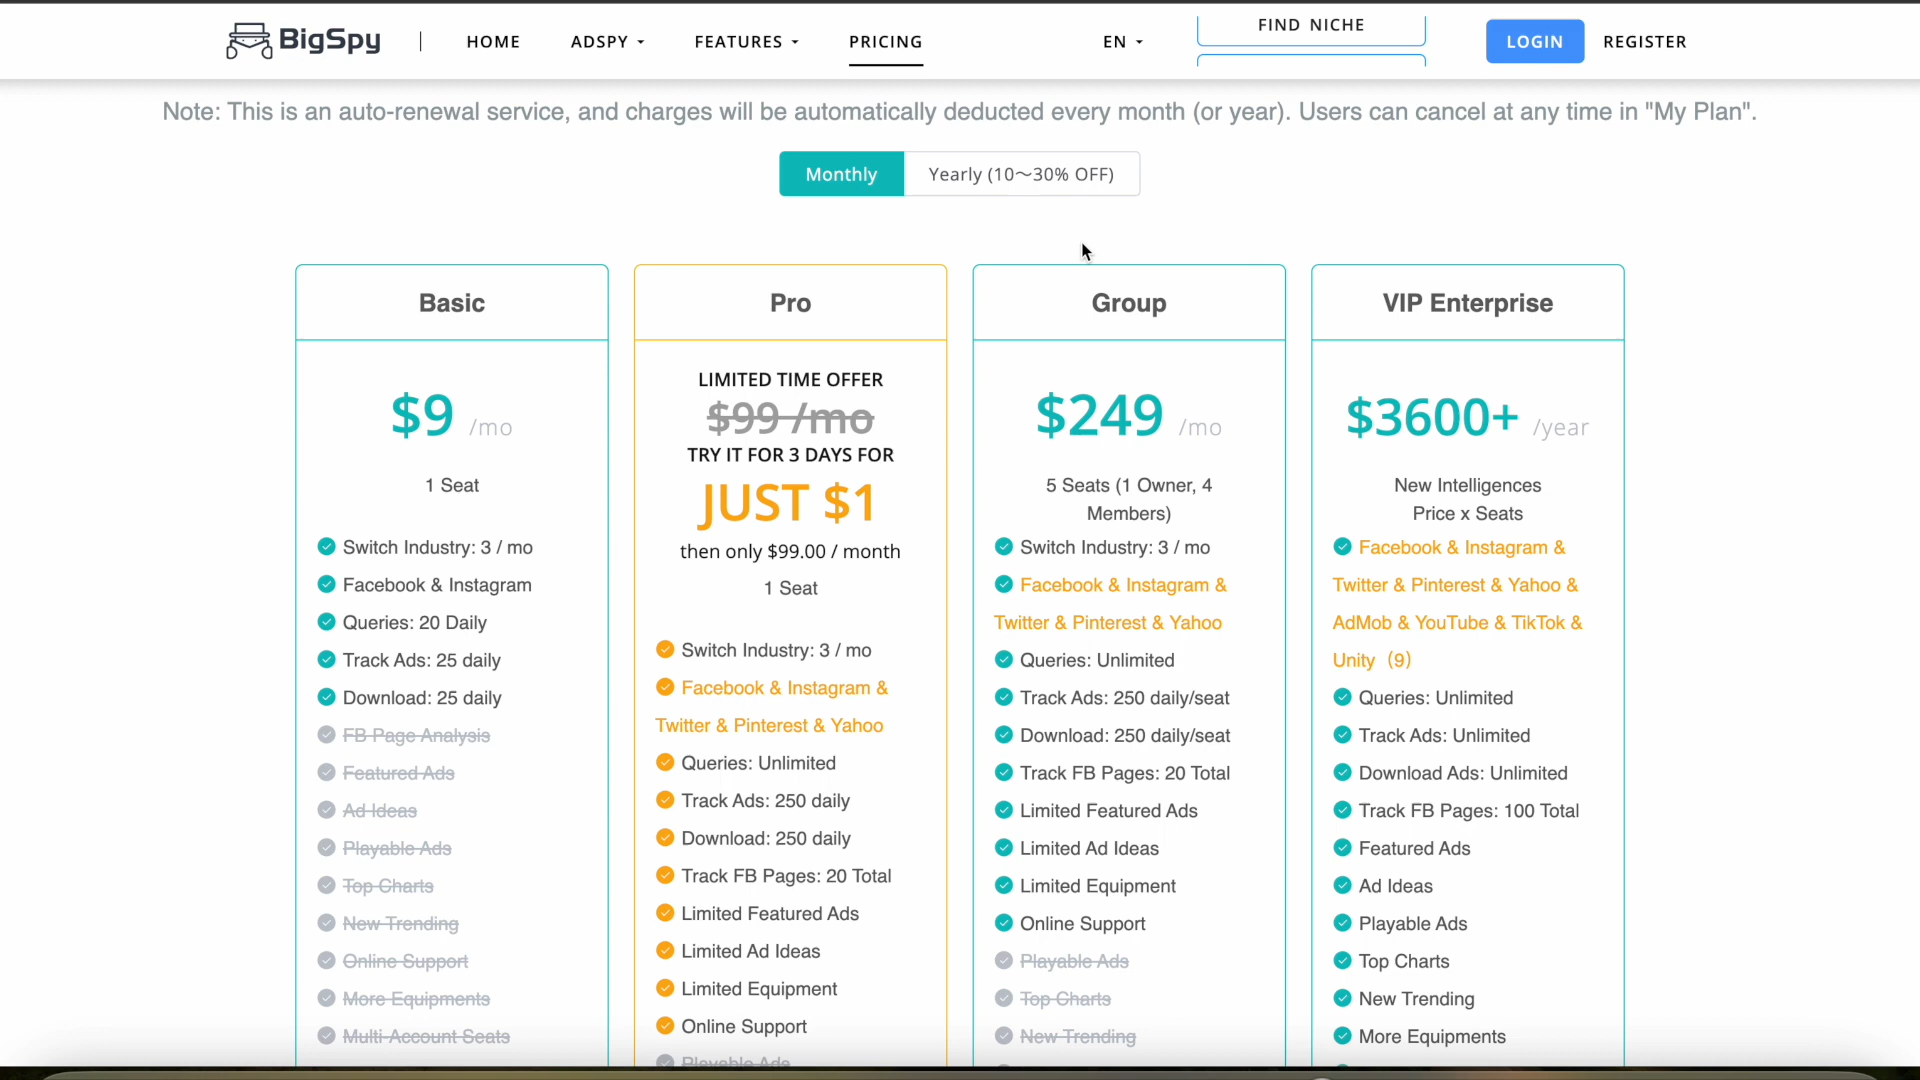 BigSpy
HOME
ADSPY
FEATURES
PRICING
EN
FIND NICHE
LOGIN
REGISTER
Note: This is an auto-renewal service, and charges will be automatically deducted every month (or year). Users can cancel at any time in "My Plan".
Monthly
Yearly (10～30% OFF)
Basic
$9 /mo
1 Seat
Switch Industry: 3 / mo
Facebook & Instagram
Queries: 20 Daily
Track Ads: 25 daily
Download: 25 daily
FB Page Analysis
Featured Ads
Ad Ideas
Playable Ads
Top Charts
New Trending
Online Support
More Equipments
Multi-Account Seats
Pro
LIMITED TIME OFFER
$99 /mo
TRY IT FOR 3 DAYS FOR
JUST $1
then only $99.00 / month
1 Seat
Switch Industry: 3 / mo
Facebook & Instagram &
Twitter & Pinterest & Yahoo
Queries: Unlimited
Track Ads: 250 daily
Download: 250 daily
Track FB Pages: 20 Total
Limited Featured Ads
Limited Ad Ideas
Limited Equipment
Online Support
Playable Ads
Group
$249 /mo
5 Seats (1 Owner, 4
Members)
Switch Industry: 3 / mo
Facebook & Instagram &
Twitter & Pinterest & Yahoo
Queries: Unlimited
Track Ads: 250 daily/seat
Download: 250 daily/seat
Track FB Pages: 20 Total
Limited Featured Ads
Limited Ad Ideas
Limited Equipment
Online Support
Playable Ads
Top Charts
New Trending
VIP Enterprise
$3600+ /year
New Intelligences
Price x Seats
Facebook & Instagram &
Twitter & Pinterest & Yahoo &
AdMob & YouTube & TikTok &
Unity（9）
Queries: Unlimited
Track Ads: Unlimited
Download Ads: Unlimited
Track FB Pages: 100 Total
Featured Ads
Ad Ideas
Playable Ads
Top Charts
New Trending
More Equipments